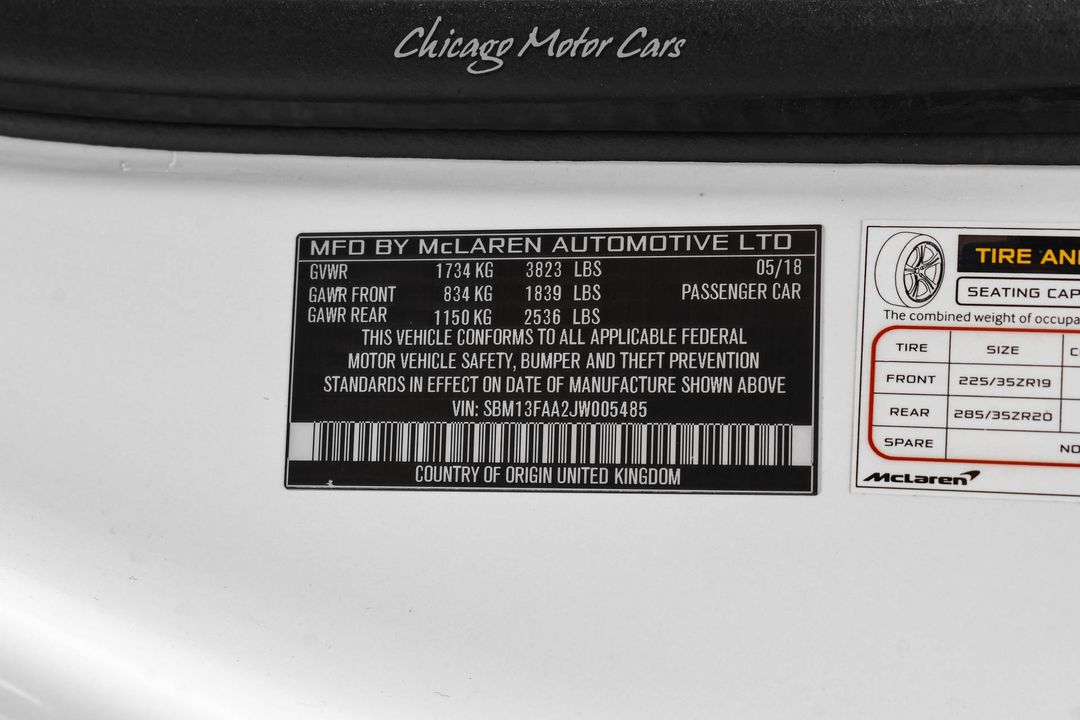 Chicago Motor Cars
MFD BY McLAREN AUTOMOTIVE LTD
GVWR 1734 KG 3823 LBS 05/18
GAWR FRONT 834 KG 1839 LBS PASSENGER CAR
GAWR REAR 1150 KG 2536 LBS
THIS VEHICLE CONFORMS TO ALL APPLICABLE FEDERAL
MOTOR VEHICLE SAFETY, BUMPER AND THEFT PREVENTION
STANDARDS IN EFFECT ON DATE OF MANUFACTURE SHOWN ABOVE
VIN: SBM13FAA2JW005485
COUNTRY OF ORIGIN UNITED KINGDOM
TIRE
SEATING
The combined weight of
TIRE SIZE
FRONT 225/35ZR19
REAR 285/35ZR20
SPARE
McLaren